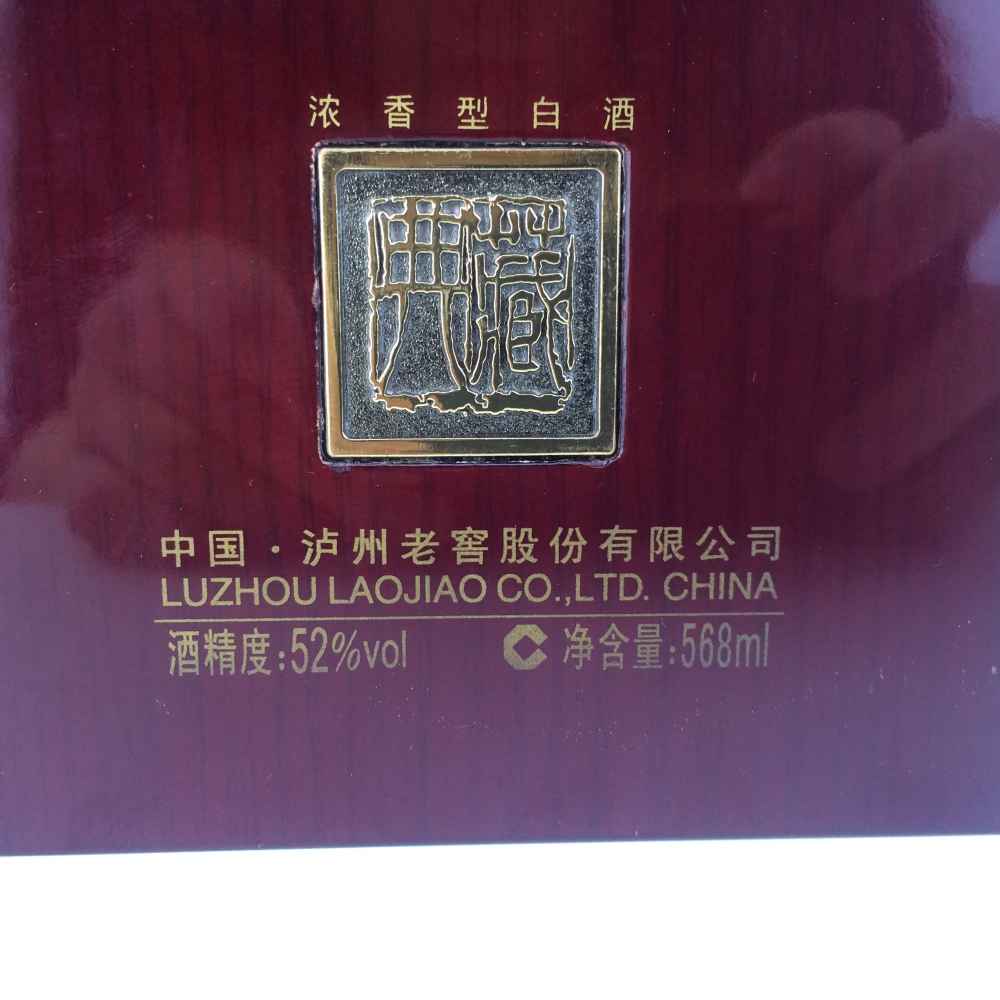 浓香型白酒
典藏
中国·泸州老窖股份有限公司
LUZHOU LAOJIAO CO.,LTD. CHINA
酒精度:52%vol 净含量:568ml